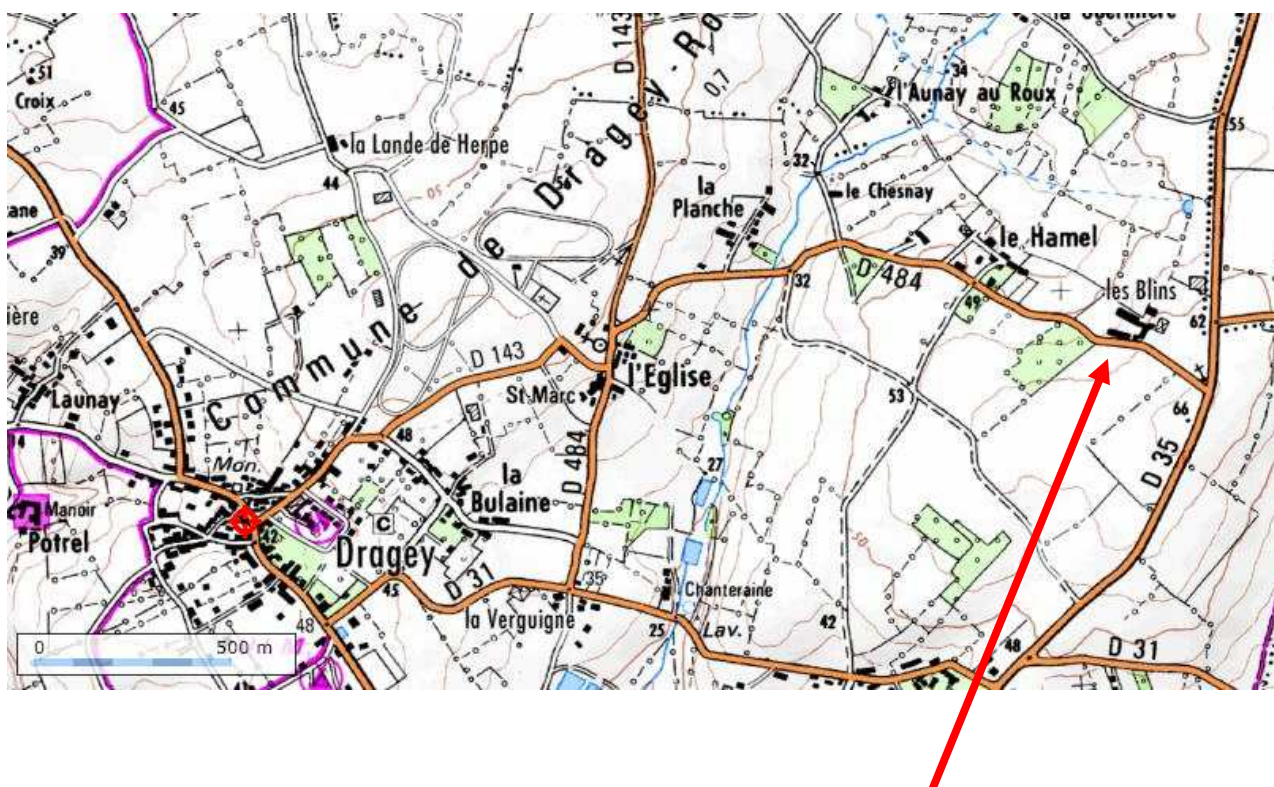 51
Croix
45
D 143
34
l'Aunay au Roux
55
la Lande de Herpe
44
50
Commune de Dragey-Ro
0,7
32
la
Planche
le Chesnay
le Hamel
39
D 484
32
49
les Blins
62
ière
D 143
l'Eglise
St-Marc
Launay
53
66
48
D 484
D 35
Mon.
la
Bulaine
27
Manoir
Potrel
42
C
Dragey
50
45
D 31
35
Chanteraine
la Verguigne
48
25
Lav.
42
48
D 31
0
500 m